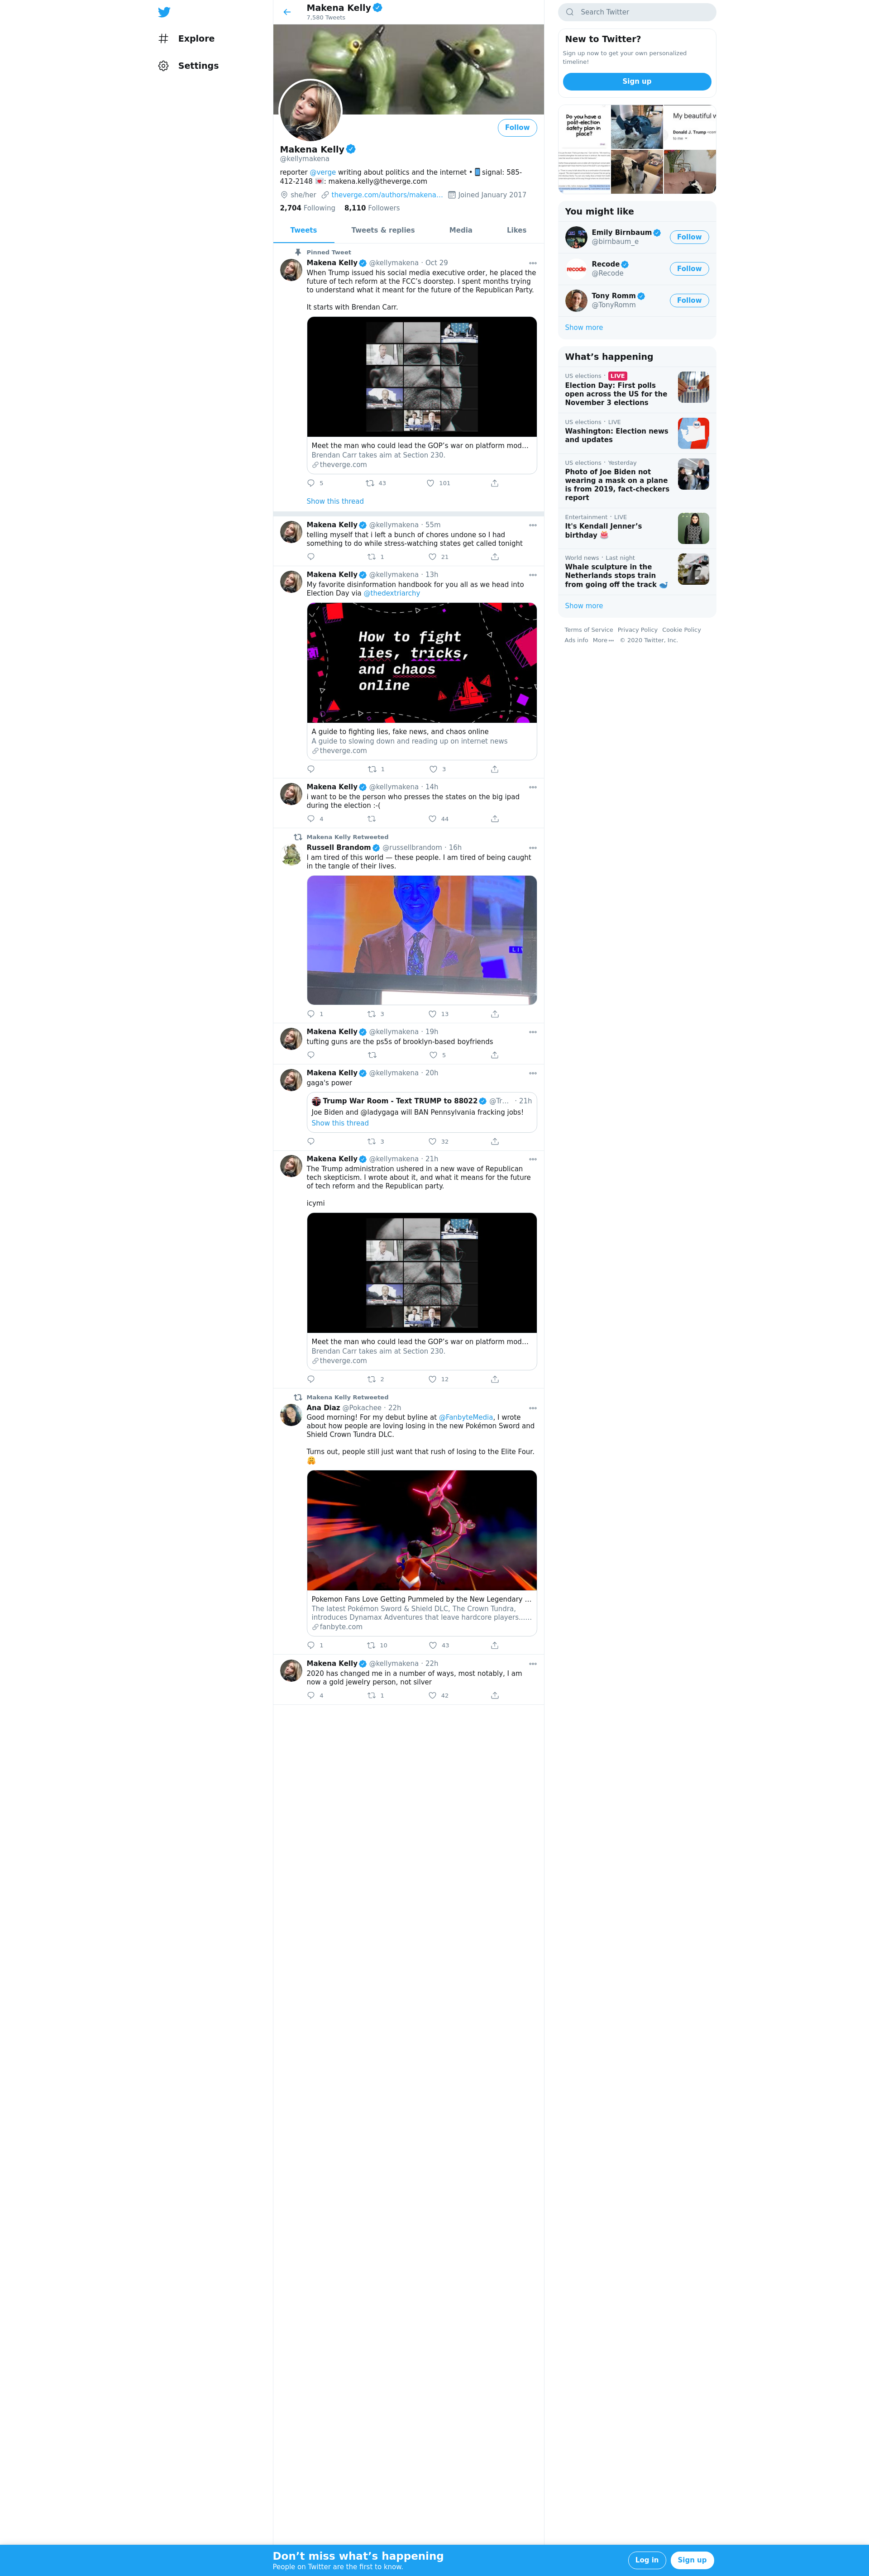 Explore
Settings
Makena Kelly
7,580 Tweets
Follow
Makena Kelly
@kellymakena
reporter @verge writing about politics and the internet • 📱signal: 585-
412-2148 💌: makena.kelly@theverge.com
she/her theverge.com/authors/makena… Joined January 2017
2,704 Following 8,110 Followers
Tweets Tweets & replies Media Likes
Pinned Tweet
Makena Kelly @kellymakena · Oct 29
When Trump issued his social media executive order, he placed the
future of tech reform at the FCC's doorstep. I spent months trying
to understand what it meant for the future of the Republican Party.
It starts with Brendan Carr.
Meet the man who could lead the GOP's war on platform mod…
Brendan Carr takes aim at Section 230.
theverge.com
5 43 101
Show this thread
Makena Kelly @kellymakena · 55m
telling myself that i left a bunch of chores undone so I had
something to do while stress-watching states get called tonight
1 21
Makena Kelly @kellymakena · 13h
My favorite disinformation handbook for you all as we head into
Election Day via @thedextriarchy
How to fight
lies, tricks,
and chaos
online
A guide to fighting lies, fake news, and chaos online
A guide to slowing down and reading up on internet news
theverge.com
1 3
Makena Kelly @kellymakena · 14h
i want to be the person who presses the states on the big ipad
during the election :-(
4 44
Makena Kelly Retweeted
Russell Brandom @russellbrandom · 16h
I am tired of this world — these people. I am tired of being caught
in the tangle of their lives.
1 3 13
Makena Kelly @kellymakena · 19h
tufting guns are the ps5s of brooklyn-based boyfriends
5
Makena Kelly @kellymakena · 20h
gaga's power
Trump War Room - Text TRUMP to 88022 @Tr… · 21h
Joe Biden and @ladygaga will BAN Pennsylvania fracking jobs!
Show this thread
3 32
Makena Kelly @kellymakena · 21h
The Trump administration ushered in a new wave of Republican
tech skepticism. I wrote about it, and what it means for the future
of tech reform and the Republican party.
icymi
Meet the man who could lead the GOP's war on platform mod…
Brendan Carr takes aim at Section 230.
theverge.com
2 12
Makena Kelly Retweeted
Ana Diaz @Pokachee · 22h
Good morning! For my debut byline at @FanbyteMedia, I wrote
about how people are loving losing in the new Pokémon Sword and
Shield Crown Tundra DLC.
Turns out, people still just want that rush of losing to the Elite Four.
🤗
Pokemon Fans Love Getting Pummeled by the New Legendary …
The latest Pokémon Sword & Shield DLC, The Crown Tundra,
introduces Dynamax Adventures that leave hardcore players……
fanbyte.com
1 10 43
Makena Kelly @kellymakena · 22h
2020 has changed me in a number of ways, most notably, I am
now a gold jewelry person, not silver
4 1 42
Search Twitter
New to Twitter?
Sign up now to get your own personalized
timeline!
Sign up
Do you have a
post-election
safety plan in
place?
My beautiful w
Donald J. Trump
to me
You might like
Emily Birnbaum
@birnbaum_e
Follow
Recode
@Recode
Follow
recode
Tony Romm
@TonyRomm
Follow
Show more
What's happening
US elections · LIVE
Election Day: First polls
open across the US for the
November 3 elections
US elections · LIVE
Washington: Election news
and updates
US elections · Yesterday
Photo of Joe Biden not
wearing a mask on a plane
is from 2019, fact-checkers
report
Entertainment · LIVE
It's Kendall Jenner's
birthday 🎂
World news · Last night
Whale sculpture in the
Netherlands stops train
from going off the track 🐋
Show more
Terms of Service Privacy Policy Cookie Policy
Ads info More ••• © 2020 Twitter, Inc.
Don't miss what's happening
People on Twitter are the first to know.
Log in Sign up